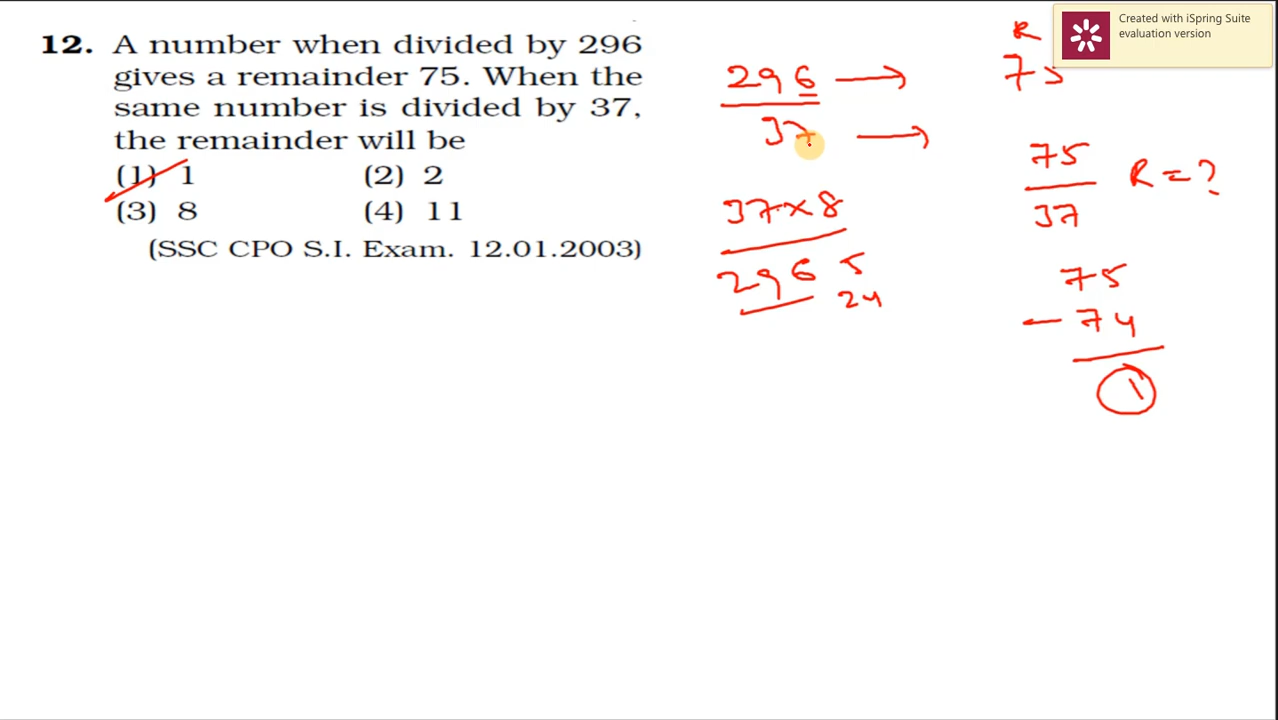 12. A number when divided by 296
gives a remainder 75. When the
same number is divided by 37,
the remainder will be
(1) 1 (2) 2
(3) 8 (4) 11
(SSC CPO S.I. Exam. 12.01.2003)
296 →
37 →
37×8
296 5
24
R
75
75
37
R = ?
75
- 74
1
Created with iSpring Suite
evaluation version